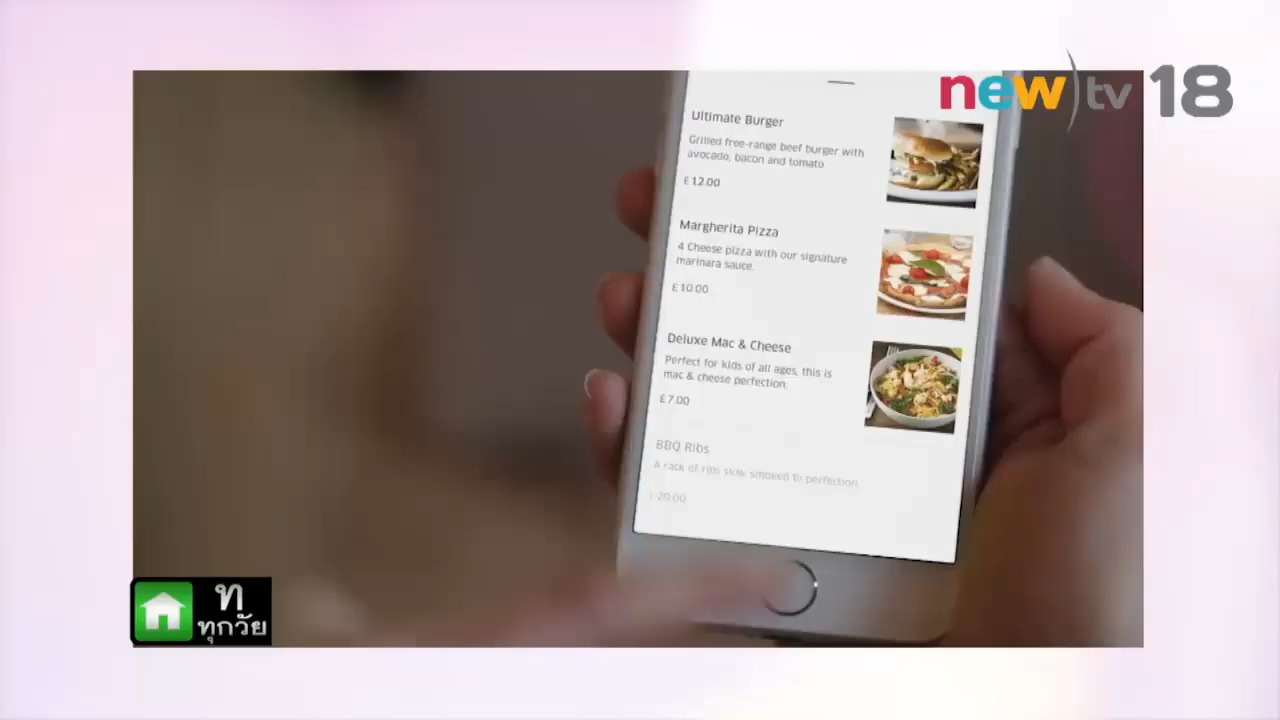 new)tv 18
Ultimate Burger
Grilled free-range beef burger with
avocado, bacon and tomato
£12.00
Margherita Pizza
4 Cheese pizza with our signature
marinara sauce.
£10.00
Deluxe Mac & Cheese
Perfect for kids of all ages, this is
mac & cheese perfection
£7.00
BBQ Ribs
A rack of ribs slow smoked to perfection.
£20.00
ท
ทุกวัย